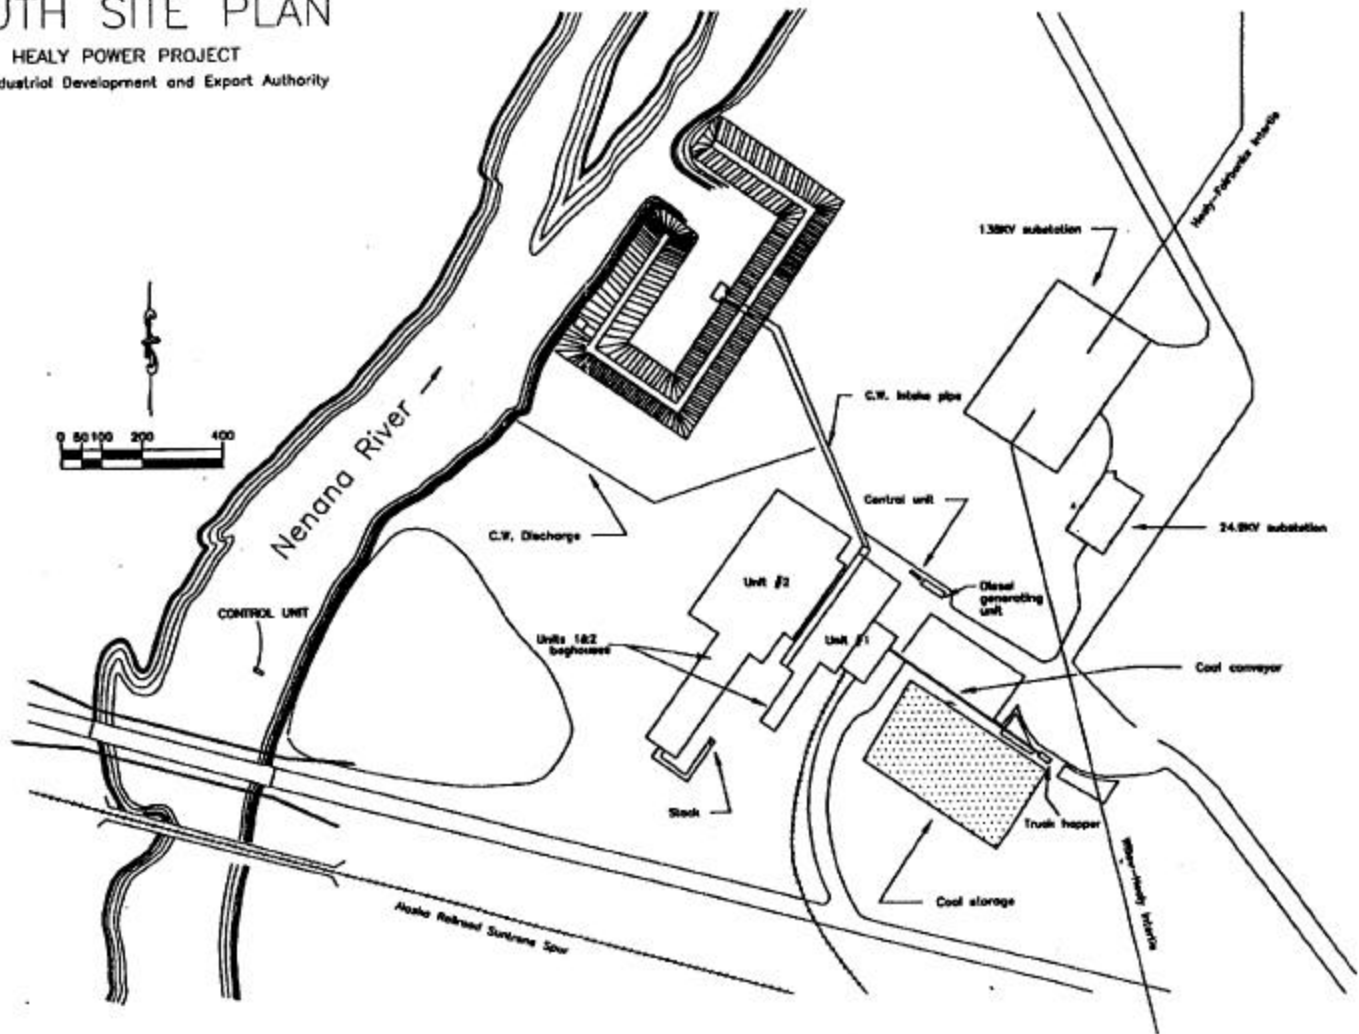 UTH SITE PLAN
HEALY POWER PROJECT
dustrial Development and Export Authority
Healy-Fairbanks Intertie
138KV substation
0 50 100 200 400
Nenana River
C.W. Intake pipe
Control unit
24.9KV substation
C.W. Discharge
Unit #2
Diesel
generating
unit
CONTROL UNIT
Units 1&2
baghouses
Unit #1
Coal conveyor
Stack
Truck hopper
Coal storage
Willow-Healy Intertie
Alaska Railroad Suntrana Spur